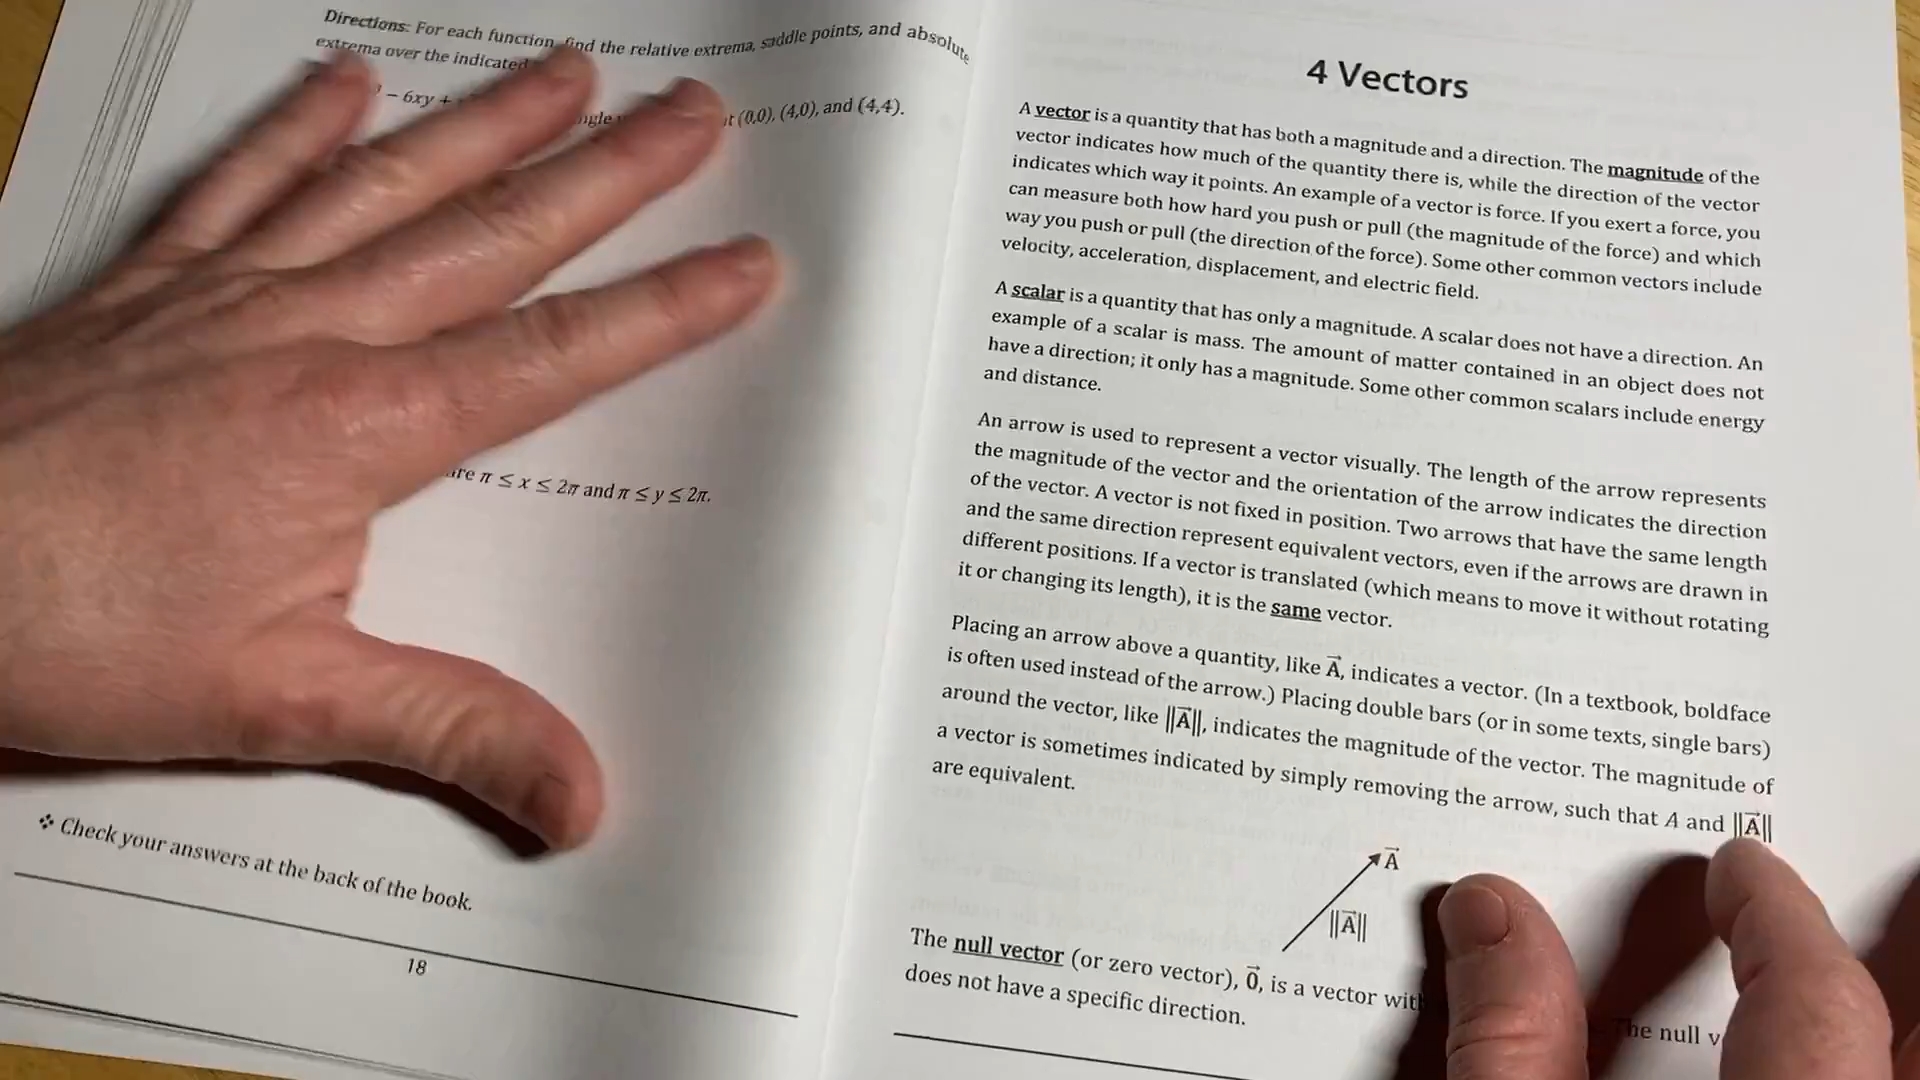 Directions: For each function, find the relative extrema, saddle points, and absolute
extrema over the indicated
− 6xy +
(0,0), (4,0), and (4,4).
π ≤ x ≤ 2π and π ≤ y ≤ 2π.
❖ Check your answers at the back of the book.
18
4 Vectors
A vector is a quantity that has both a magnitude and a direction. The magnitude of the
vector indicates how much of the quantity there is, while the direction of the vector
indicates which way it points. An example of a vector is force. If you exert a force, you
can measure both how hard you push or pull (the magnitude of the force) and which
way you push or pull (the direction of the force). Some other common vectors include
velocity, acceleration, displacement, and electric field.
A scalar is a quantity that has only a magnitude. A scalar does not have a direction. An
example of a scalar is mass. The amount of matter contained in an object does not
have a direction; it only has a magnitude. Some other common scalars include energy
and distance.
An arrow is used to represent a vector visually. The length of the arrow represents
the magnitude of the vector and the orientation of the arrow indicates the direction
of the vector. A vector is not fixed in position. Two arrows that have the same length
and the same direction represent equivalent vectors, even if the arrows are drawn in
different positions. If a vector is translated (which means to move it without rotating
it or changing its length), it is the same vector.
Placing an arrow above a quantity, like A⃗, indicates a vector. (In a textbook, boldface
is often used instead of the arrow.) Placing double bars (or in some texts, single bars)
around the vector, like ‖A⃗‖, indicates the magnitude of the vector. The magnitude of
a vector is sometimes indicated by simply removing the arrow, such that A and ‖A⃗‖
are equivalent.
A⃗
‖A⃗‖
The null vector (or zero vector), 0⃗, is a vector with The null v
does not have a specific direction.